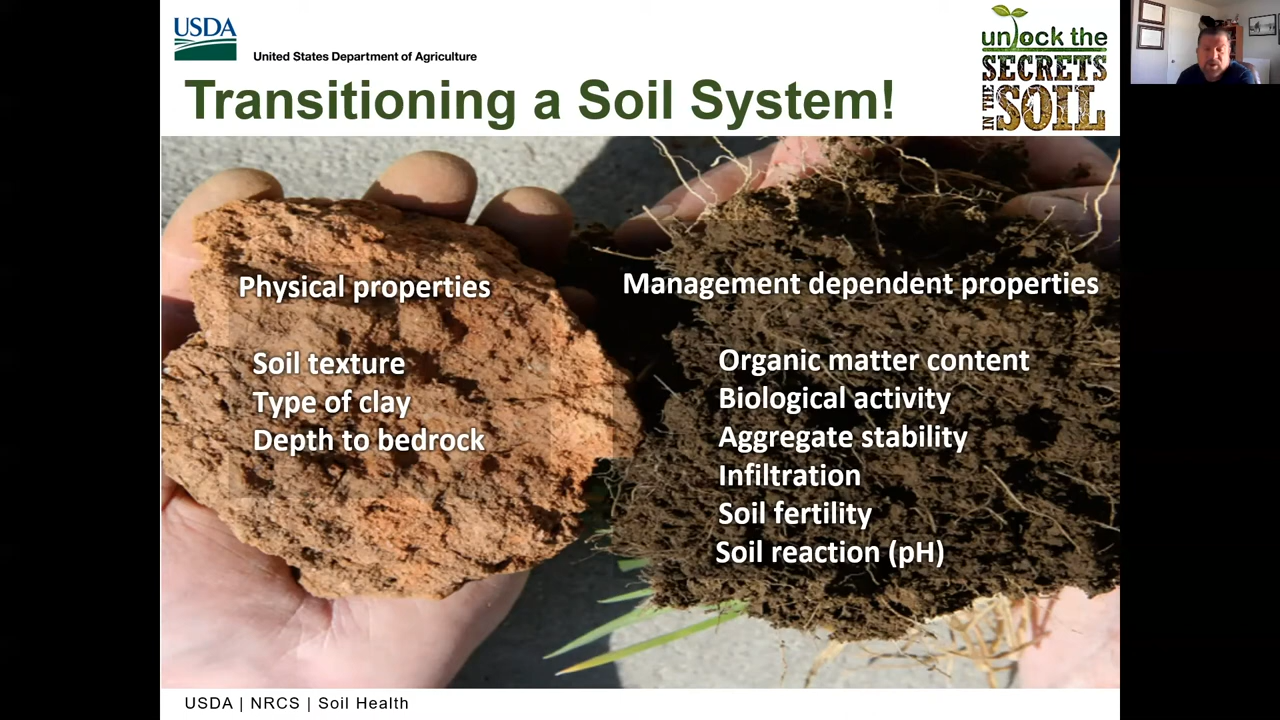 USDA
United States Department of Agriculture
unlock the
SECRETS
IN THE
SOIL
Transitioning a Soil System!
Physical properties
Soil texture
Type of clay
Depth to bedrock
Management dependent properties
Organic matter content
Biological activity
Aggregate stability
Infiltration
Soil fertility
Soil reaction (pH)
USDA | NRCS | Soil Health